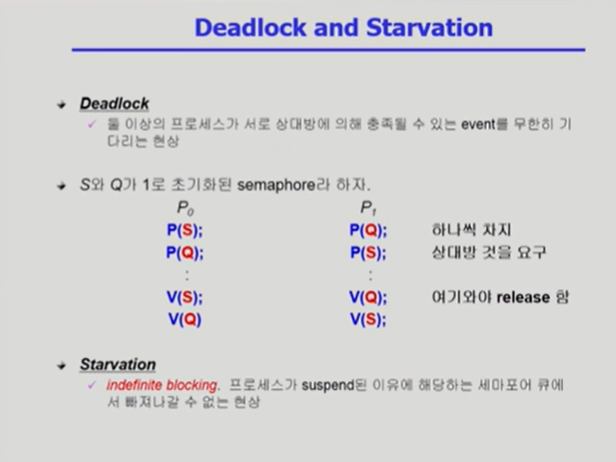 Deadlock and Starvation
Deadlock
둘 이상의 프로세스가 서로 상대방에 의해 충족될 수 있는 event를 무한히 기
다리는 현상
S와 Q가 1로 초기화된 semaphore라 하자.
P0 P1
P(S); P(Q); 하나씩 차지
P(Q); P(S); 상대방 것을 요구
: :
V(S); V(Q); 여기와야 release 함
V(Q) V(S);
Starvation
indefinite blocking. 프로세스가 suspend된 이유에 해당하는 세마포어 큐에
서 빠져나갈 수 없는 현상